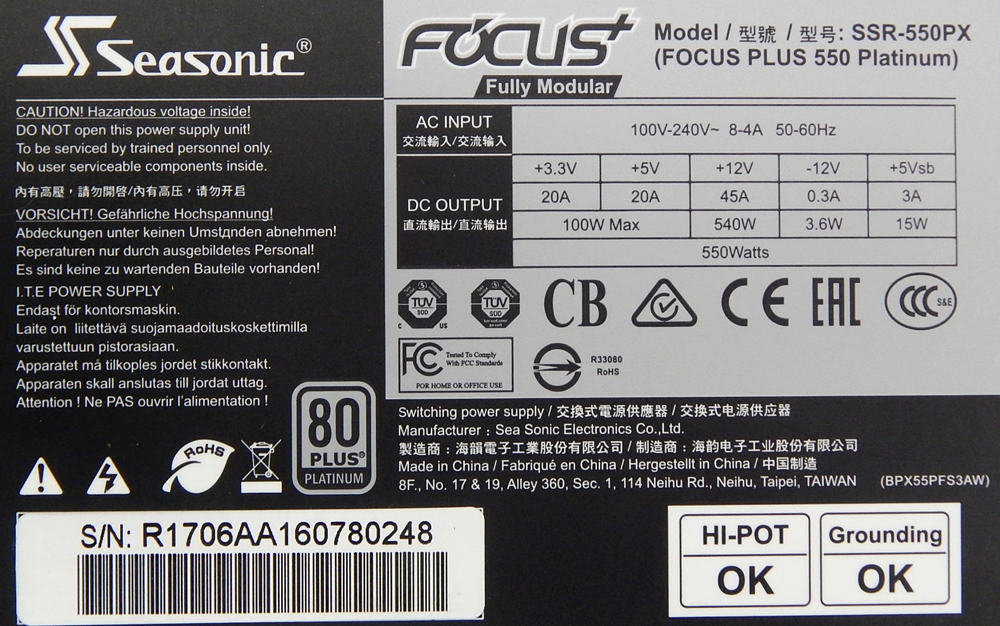 Seasonic®
CAUTION! Hazardous voltage inside!
DO NOT open this power supply unit!
To be serviced by trained personnel only.
No user serviceable components inside.
內有高壓，請勿開啓/内有高压，请勿开启
VORSICHT! Gefährliche Hochspannung!
Abdeckungen unter keinen Umständen abnehmen!
Reperaturen nur durch ausgebildetes Personal!
Es sind keine zu wartenden Bauteile vorhanden!
I.T.E POWER SUPPLY
Endast för kontorsmaskin.
Laite on liitettävä suojamaadoituskoskettimilla
varustettuun pistorasiaan.
Apparatet må tilkoples jordet stikkontakt.
Apparaten skall anslutas till jordat uttag.
Attention ! Ne PAS ouvrir l'alimentation !
RoHS
80
PLUS®
PLATINUM
FOCUS+
Fully Modular
Model / 型號 / 型号: SSR-550PX
(FOCUS PLUS 550 Platinum)
AC INPUT
交流輸入/交流输入
100V-240V~ 8-4A 50-60Hz
DC OUTPUT
直流輸出/直流输出
+3.3V +5V +12V -12V +5Vsb
20A 20A 45A 0.3A 3A
100W Max 540W 3.6W 15W
550Watts
TUV
SUD
C US
TUV
SUD
CB
CE
EAC
CCC S&E
FC
Tested To Comply
With FCC Standards
FOR HOME OR OFFICE USE
R33080
RoHS
Switching power supply / 交換式電源供應器 / 交換式电源供应器
Manufacturer : Sea Sonic Electronics Co.,Ltd.
製造商 : 海韻電子工業股份有限公司 / 制造商 : 海韵电子工业股份有限公司
Made in China / Fabriqué en China / Hergestellt in China / 中国制造
8F., No. 17 & 19, Alley 360, Sec. 1, 114 Neihu Rd., Neihu, Taipei, TAIWAN (BPX55PFS3AW)
S/N: R1706AA160780248
HI-POT
OK
Grounding
OK